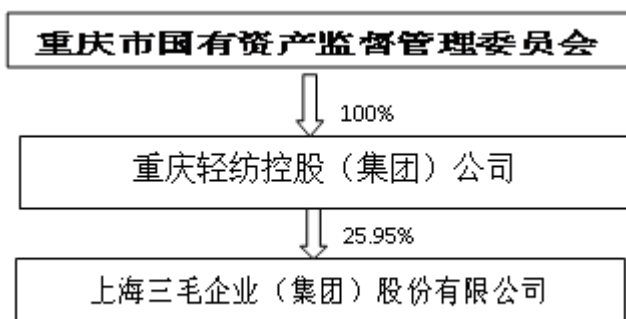 重庆市国有资产监督管理委员会
100%
重庆轻纺控股（集团）公司
25.95%
上海三毛企业（集团）股份有限公司